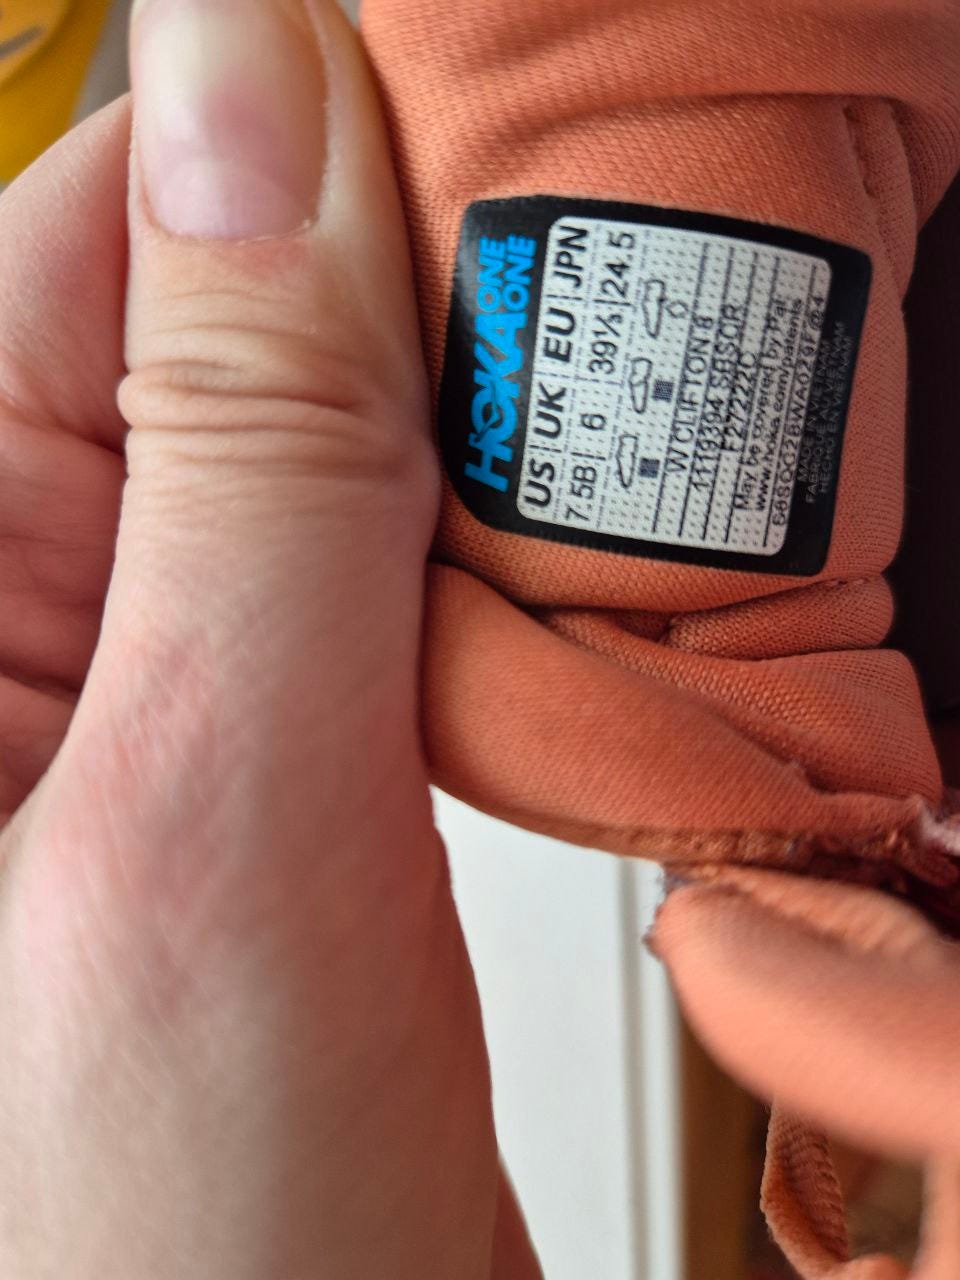 HOKA ONE ONE
US UK EU JPN
7.5B 6 39⅓ 24.5
W CLIFTON 8
1119394 SBSOR
F27222C
May be covered by Pat
www.hoka.com/patents
MADE IN VIETNAM
FABRIQUÉ AU VIETNAM
HECHO EN VIETNAM